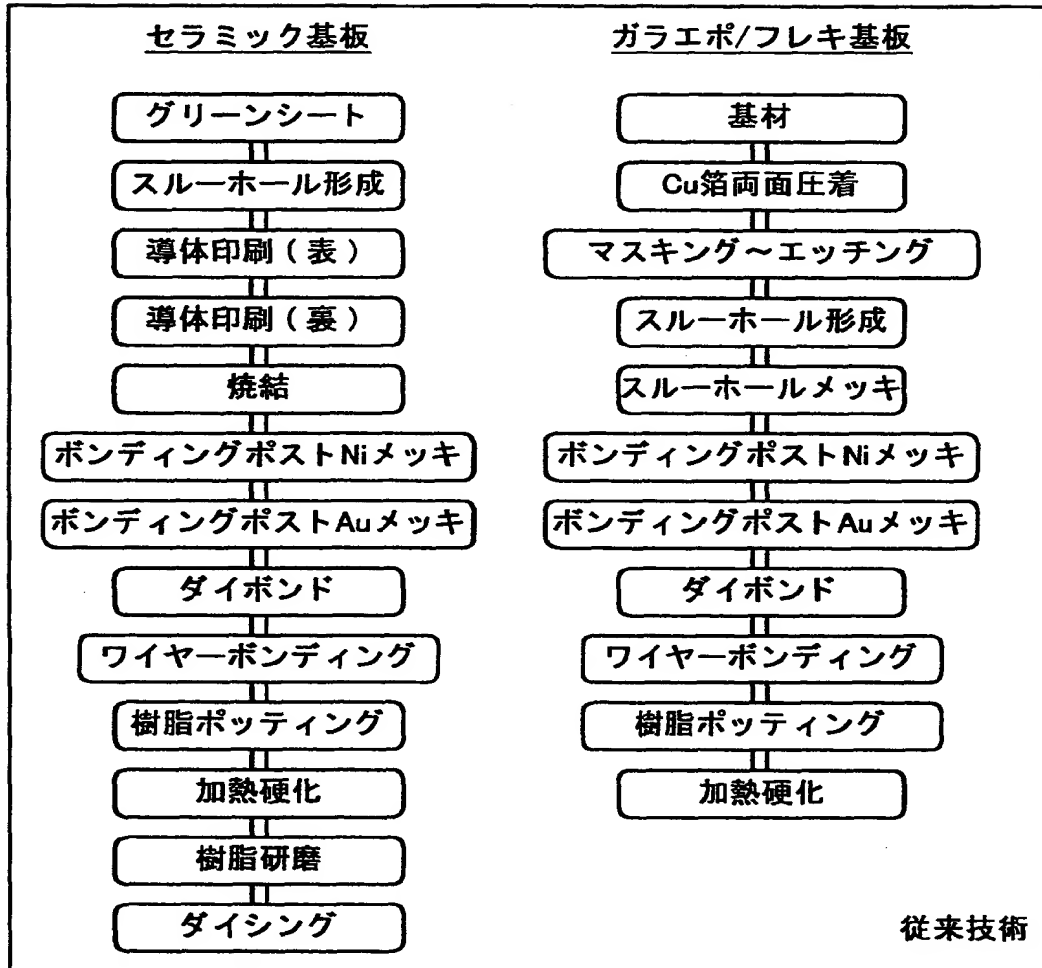 セラミック基板
グリーンシート
スルーホール形成
導体印刷（表）
導体印刷（裏）
焼結
ボンディングポストNiメッキ
ボンディングポストAuメッキ
ダイボンド
ワイヤーボンディング
樹脂ポッティング
加熱硬化
樹脂研磨
ダイシング
ガラエポ/フレキ基板
基材
Cu箔両面圧着
マスキング～エッチング
スルーホール形成
スルーホールメッキ
ボンディングポストNiメッキ
ボンディングポストAuメッキ
ダイボンド
ワイヤーボンディング
樹脂ポッティング
加熱硬化
従来技術